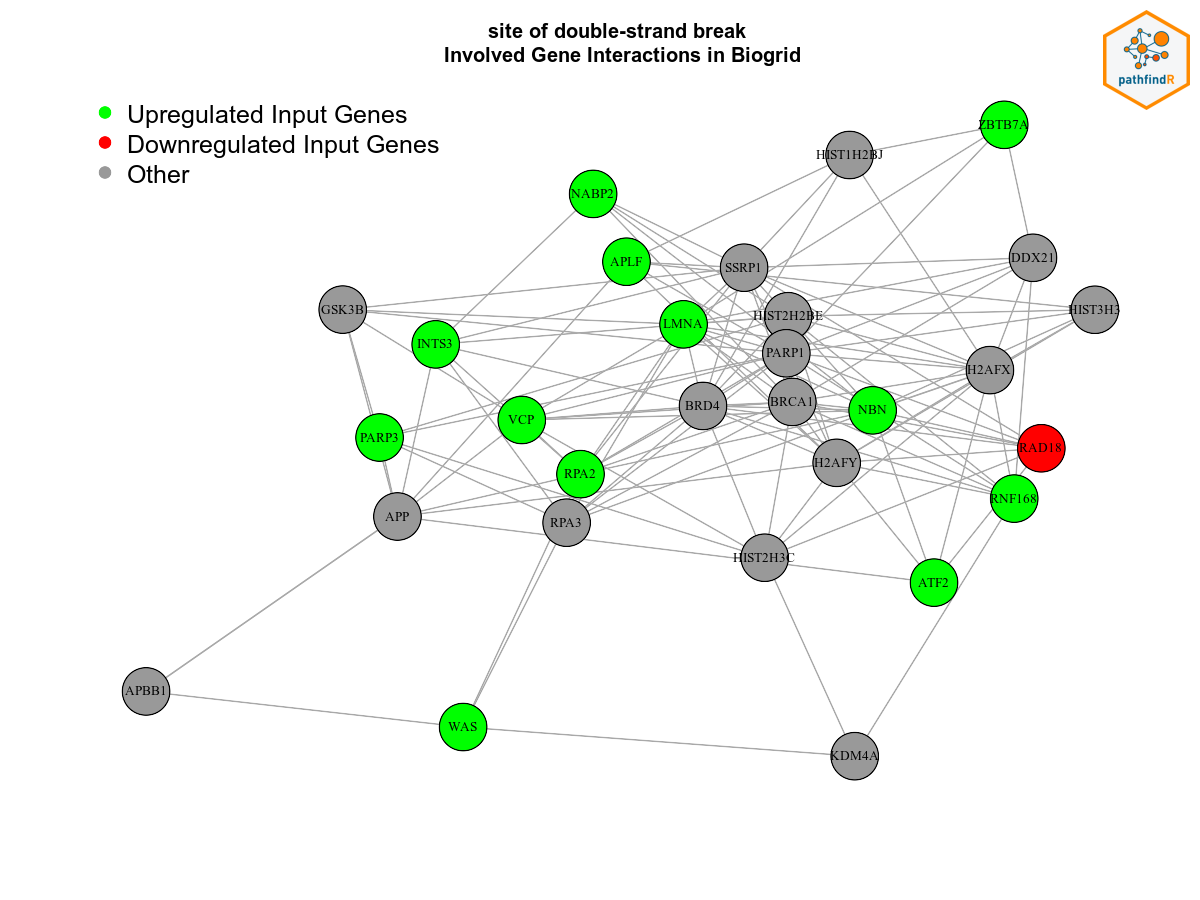 site of double-strand break
Involved Gene Interactions in Biogrid
pathfindR
Upregulated Input Genes
Downregulated Input Genes
Other
ZBTB7A
HIST1H2BJ
NABP2
APLF
SSRP1
DDX21
GSK3B
HIST2H2BE
HIST3H3
LMNA
INTS3
PARP1
H2AFX
BRD4
BRCA1
NBN
VCP
PARP3
RAD18
H2AFY
RPA2
RNF168
APP
RPA3
HIST2H3C
ATF2
APBB1
WAS
KDM4A